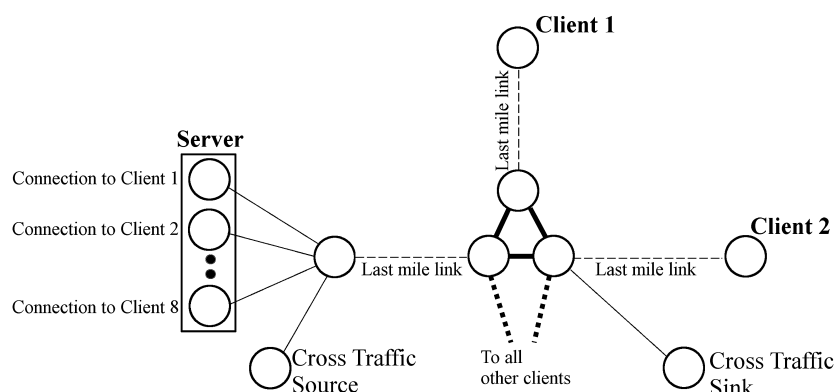 Client 1
Last mile link
Server
Connection to Client 1
Connection to Client 2
Connection to Client 8
Last mile link
Last mile link
Client 2
Cross Traffic
Source
To all
other clients
Cross Traffic
Sink